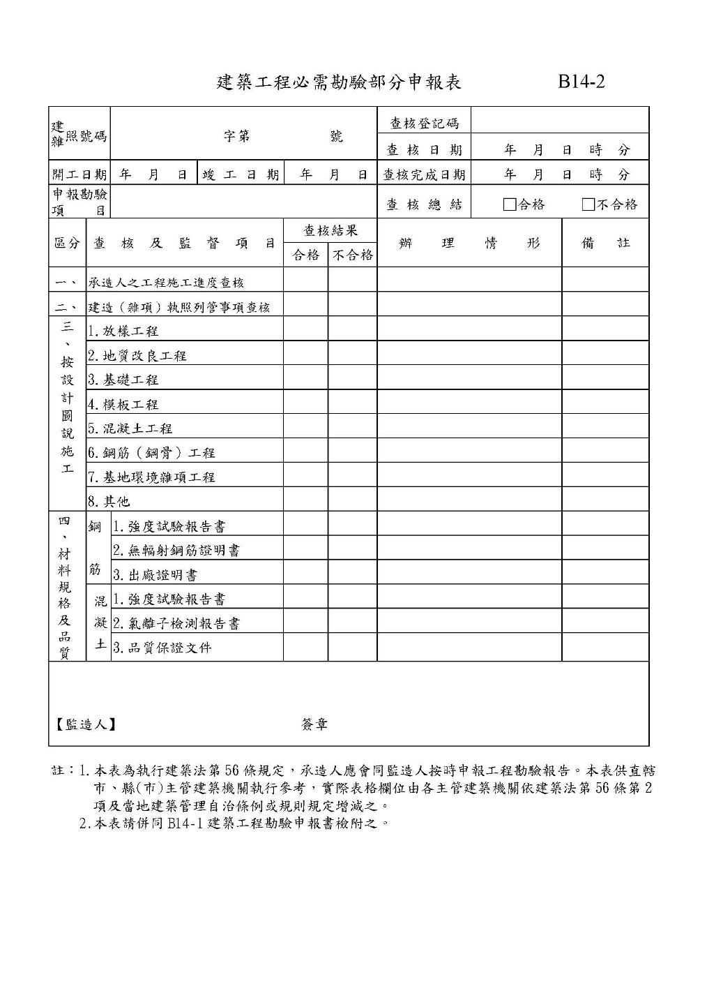 建築工程必需勘驗部分申報表 B14-2
建雜照號碼 字第 號 查核登記碼
查核日期 年 月 日 時 分
開工日期 年 月 日 竣工日期 年 月 日 查核完成日期 年 月 日 時 分
申報勘驗項目 查核總結 □合格 □不合格
區分 查核及監督項目 查核結果 辦理情形 備註
合格 不合格
一、 承造人之工程施工進度查核
二、 建造（雜項）執照列管事項查核
三、按設計圖說施工
1.放樣工程
2.地質改良工程
3.基礎工程
4.模板工程
5.混凝土工程
6.鋼筋（鋼骨）工程
7.基地環境雜項工程
8.其他
四、材料規格及品質
鋼筋
1.強度試驗報告書
2.無輻射鋼筋證明書
3.出廠證明書
混凝土
1.強度試驗報告書
2.氯離子檢測報告書
3.品質保證文件
【監造人】 簽章
註：1.本表為執行建築法第56條規定，承造人應會同監造人按時申報工程勘驗報告。本表供直轄
市、縣(市)主管建築機關執行參考，實際表格欄位由各主管建築機關依建築法第56條第2
項及當地建築管理自治條例或規則規定增減之。
2.本表請併同B14-1建築工程勘驗申報書檢附之。